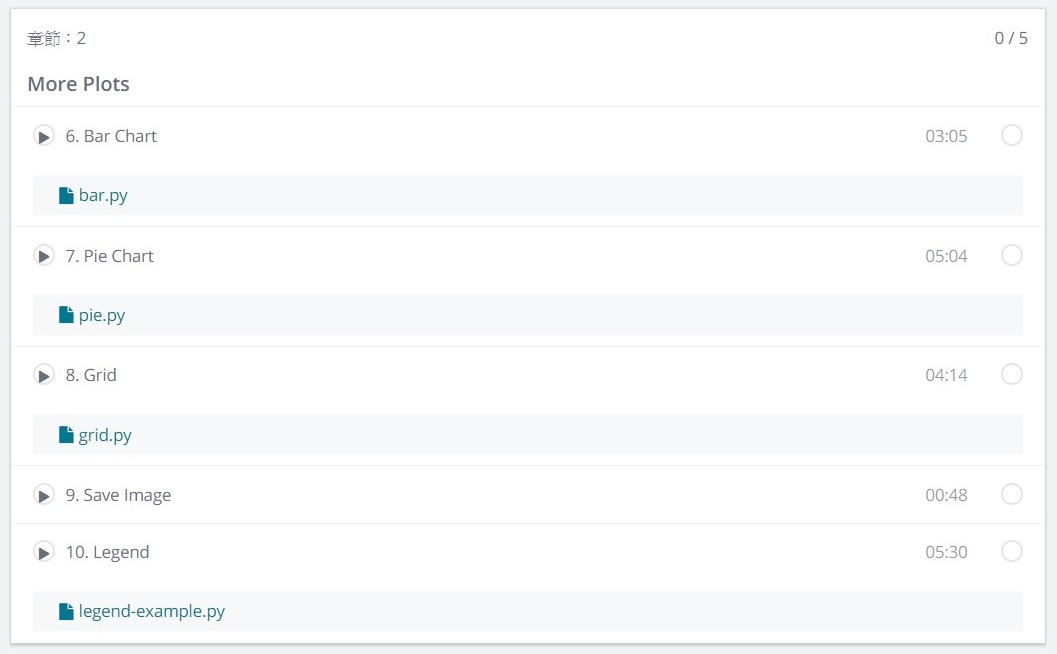 章節：2 0 / 5
More Plots
6. Bar Chart 03:05
bar.py
7. Pie Chart 05:04
pie.py
8. Grid 04:14
grid.py
9. Save Image 00:48
10. Legend 05:30
legend-example.py